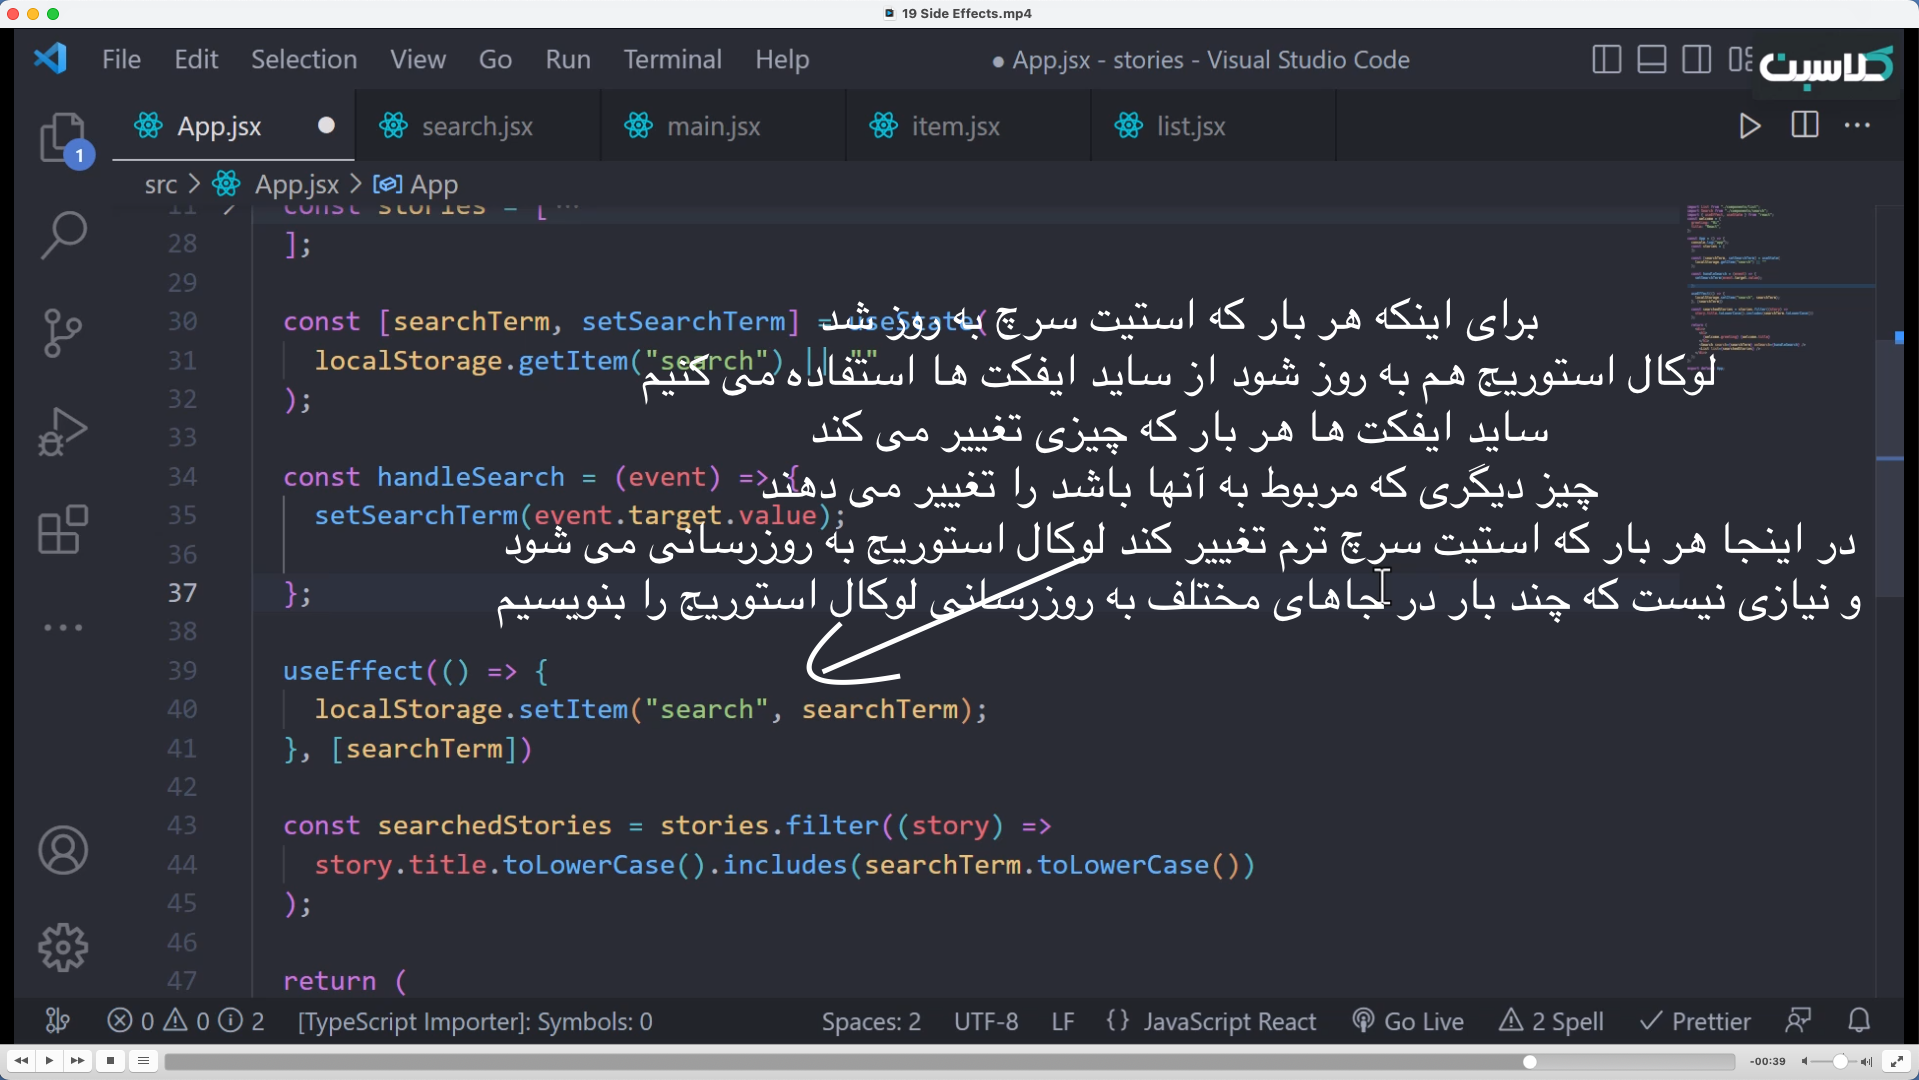 19 Side Effects.mp4
File Edit Selection View Go Run Terminal Help
● App.jsx - stories - Visual Studio Code
کلاسبت
App.jsx
search.jsx
main.jsx
item.jsx
list.jsx
1
src > App.jsx > App
11 const stories = [ ...
28 ];
29
30 const [searchTerm, setSearchTerm] = useState(
31 localStorage.getItem("search") || ""
32 );
33
34 const handleSearch = (event) => {
35 setSearchTerm(event.target.value);
36
37 };
38
39 useEffect(() => {
40 localStorage.setItem("search", searchTerm);
41 }, [searchTerm])
42
43 const searchedStories = stories.filter((story) =>
44 story.title.toLowerCase().includes(searchTerm.toLowerCase())
45 );
46
47 return (
برای اینکه هر بار که استیت سرچ به روز شد
لوکال استوریج هم به روز شود از ساید ایفکت ها استفاده می کنیم
ساید ایفکت ها هر بار که چیزی تغییر می کند
چیز دیگری که مربوط به آنها باشد را تغییر می دهند
در اینجا هر بار که استیت سرچ ترم تغییر کند لوکال استوریج به روزرسانی می شود
و نیازی نیست که چند بار در جاهای مختلف به روزرسانی لوکال استوریج را بنویسیم
0 0 2 [TypeScript Importer]: Symbols: 0 Spaces: 2 UTF-8 LF {} JavaScript React Go Live 2 Spell Prettier
-00:39